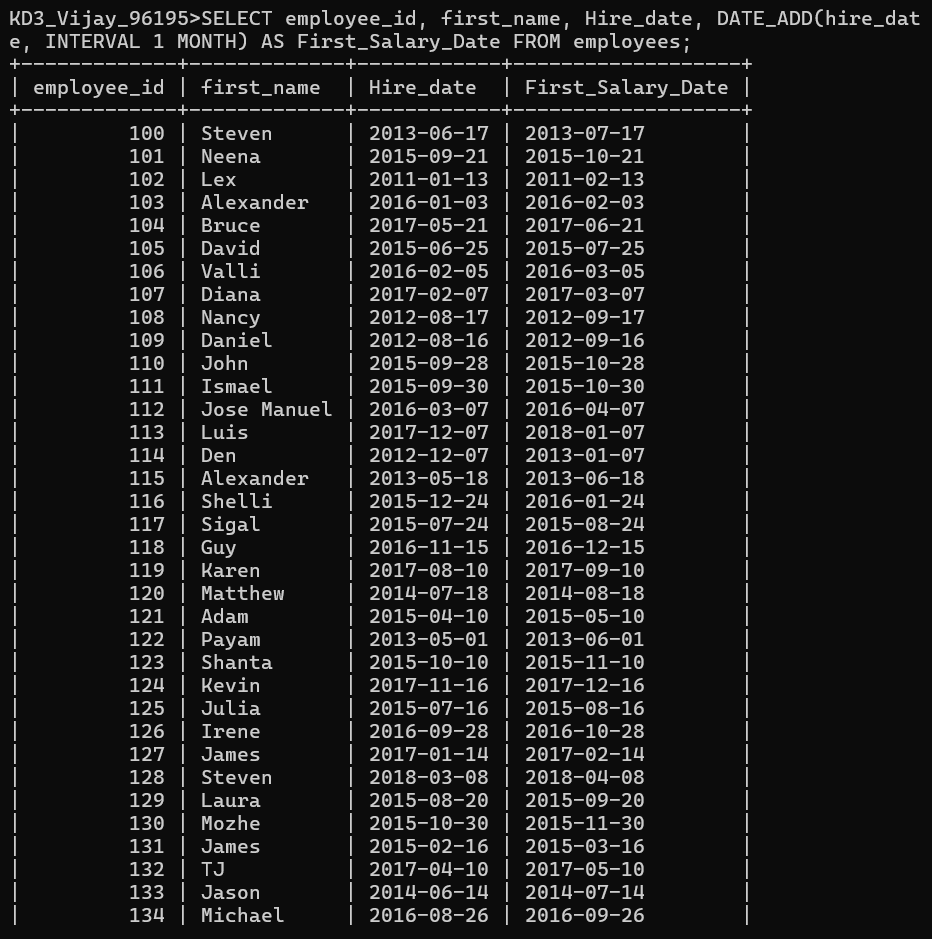 KD3_Vijay_96195>SELECT employee_id, first_name, Hire_date, DATE_ADD(hire_dat
e, INTERVAL 1 MONTH) AS First_Salary_Date FROM employees;
+-------------+-------------+------------+-------------------+
| employee_id | first_name  | Hire_date  | First_Salary_Date |
+-------------+-------------+------------+-------------------+
|         100 | Steven      | 2013-06-17 | 2013-07-17        |
|         101 | Neena       | 2015-09-21 | 2015-10-21        |
|         102 | Lex         | 2011-01-13 | 2011-02-13        |
|         103 | Alexander   | 2016-01-03 | 2016-02-03        |
|         104 | Bruce       | 2017-05-21 | 2017-06-21        |
|         105 | David       | 2015-06-25 | 2015-07-25        |
|         106 | Valli       | 2016-02-05 | 2016-03-05        |
|         107 | Diana       | 2017-02-07 | 2017-03-07        |
|         108 | Nancy       | 2012-08-17 | 2012-09-17        |
|         109 | Daniel      | 2012-08-16 | 2012-09-16        |
|         110 | John        | 2015-09-28 | 2015-10-28        |
|         111 | Ismael      | 2015-09-30 | 2015-10-30        |
|         112 | Jose Manuel | 2016-03-07 | 2016-04-07        |
|         113 | Luis        | 2017-12-07 | 2018-01-07        |
|         114 | Den         | 2012-12-07 | 2013-01-07        |
|         115 | Alexander   | 2013-05-18 | 2013-06-18        |
|         116 | Shelli      | 2015-12-24 | 2016-01-24        |
|         117 | Sigal       | 2015-07-24 | 2015-08-24        |
|         118 | Guy         | 2016-11-15 | 2016-12-15        |
|         119 | Karen       | 2017-08-10 | 2017-09-10        |
|         120 | Matthew     | 2014-07-18 | 2014-08-18        |
|         121 | Adam        | 2015-04-10 | 2015-05-10        |
|         122 | Payam       | 2013-05-01 | 2013-06-01        |
|         123 | Shanta      | 2015-10-10 | 2015-11-10        |
|         124 | Kevin       | 2017-11-16 | 2017-12-16        |
|         125 | Julia       | 2015-07-16 | 2015-08-16        |
|         126 | Irene       | 2016-09-28 | 2016-10-28        |
|         127 | James       | 2017-01-14 | 2017-02-14        |
|         128 | Steven      | 2018-03-08 | 2018-04-08        |
|         129 | Laura       | 2015-08-20 | 2015-09-20        |
|         130 | Mozhe       | 2015-10-30 | 2015-11-30        |
|         131 | James       | 2015-02-16 | 2015-03-16        |
|         132 | TJ          | 2017-04-10 | 2017-05-10        |
|         133 | Jason       | 2014-06-14 | 2014-07-14        |
|         134 | Michael     | 2016-08-26 | 2016-09-26        |